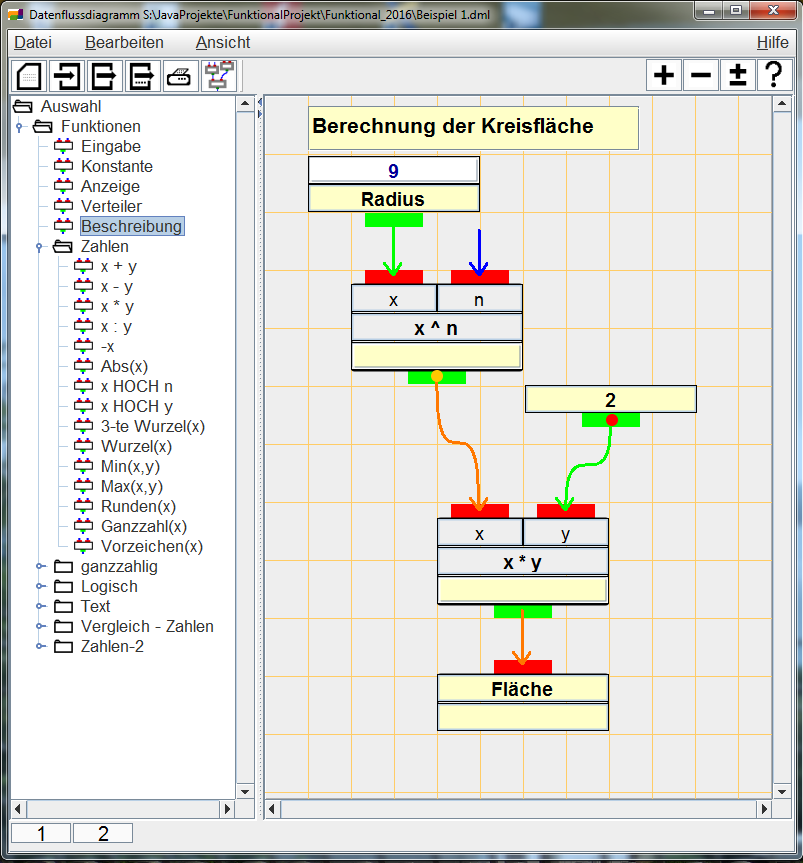 Datenflussdiagramm S:\JavaProjekte\FunktionalProjekt\Funktional_2016\Beispiel 1.dml
Datei Bearbeiten Ansicht Hilfe
Auswahl
Funktionen
Eingabe
Konstante
Anzeige
Verteiler
Beschreibung
Zahlen
x + y
x - y
x * y
x : y
-x
Abs(x)
x HOCH n
x HOCH y
3-te Wurzel(x)
Wurzel(x)
Min(x,y)
Max(x,y)
Runden(x)
Ganzzahl(x)
Vorzeichen(x)
ganzzahlig
Logisch
Text
Vergleich - Zahlen
Zahlen-2
Berechnung der Kreisfläche
9
Radius
x n
x ^ n
2
x y
x * y
Fläche
1 2